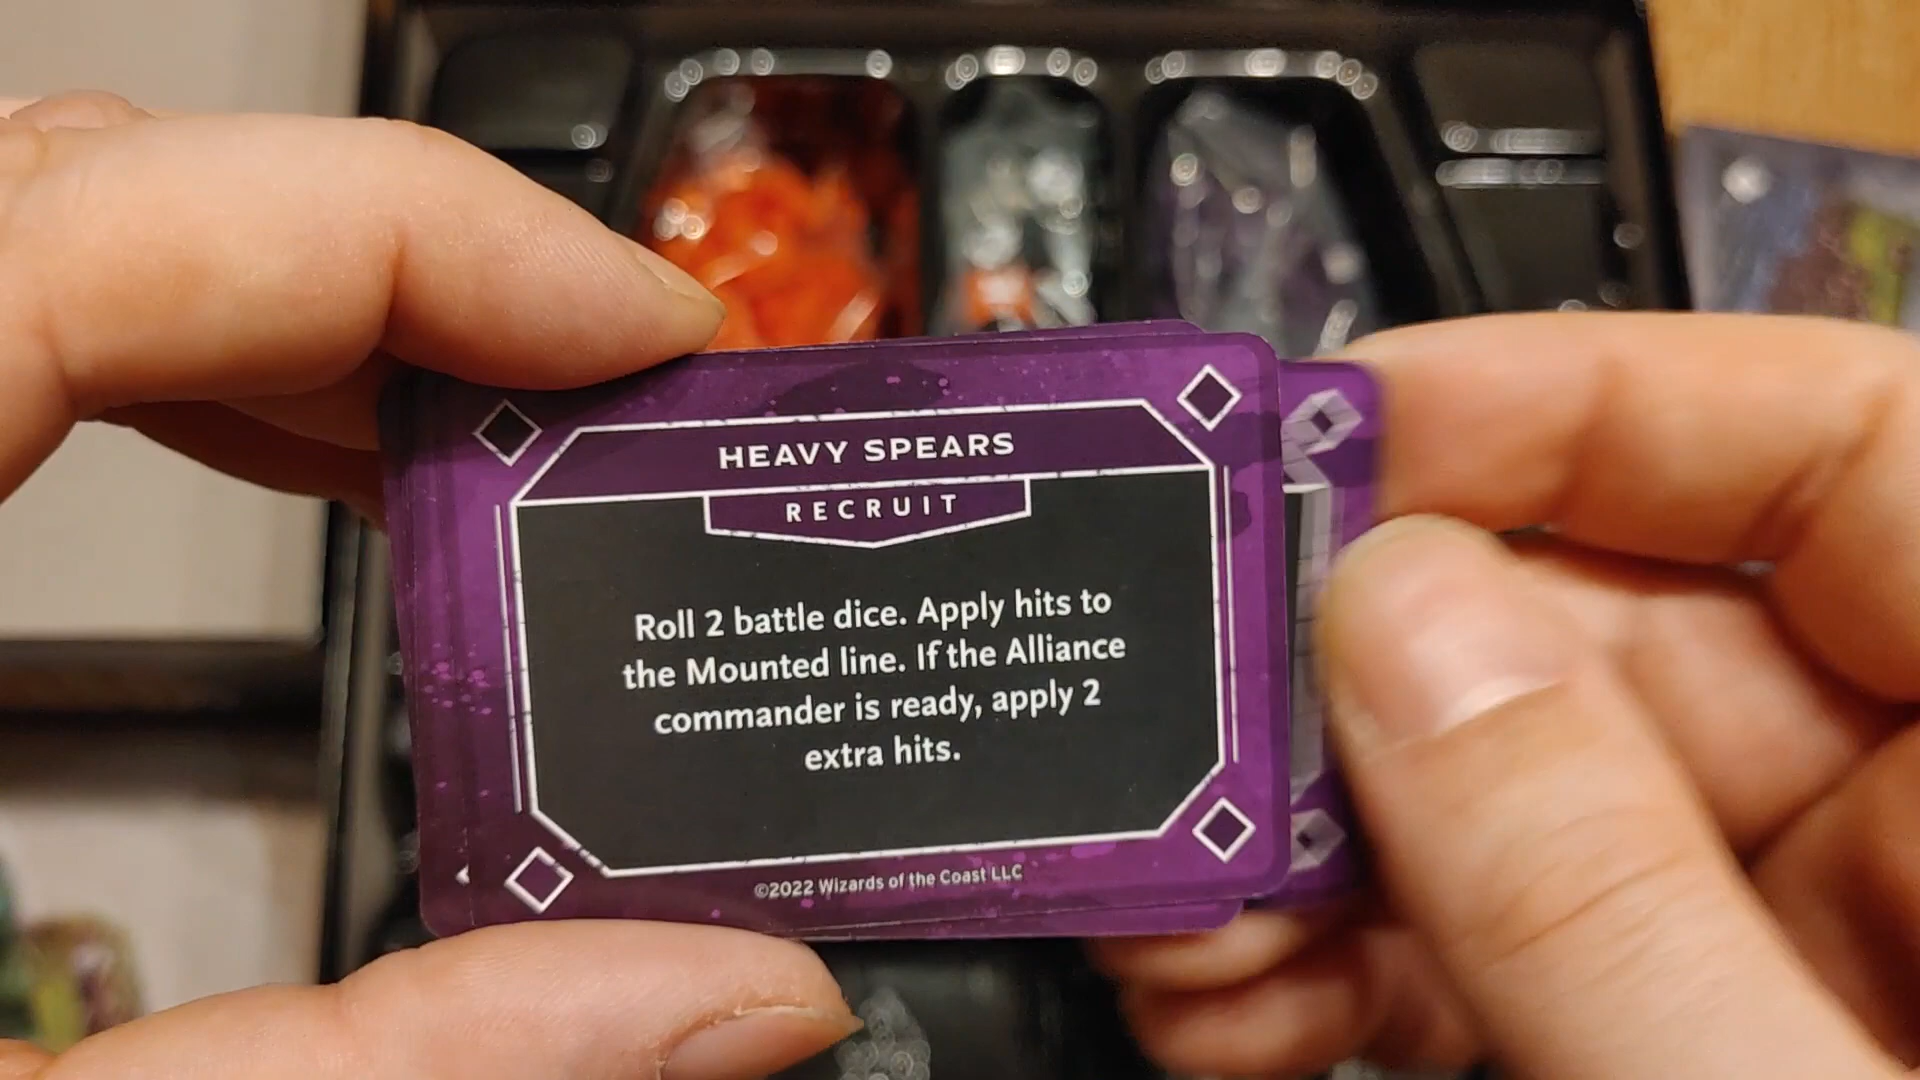 HEAVY SPEARS
RECRUIT
Roll 2 battle dice. Apply hits to
the Mounted line. If the Alliance
commander is ready, apply 2
extra hits.
©2022 Wizards of the Coast LLC